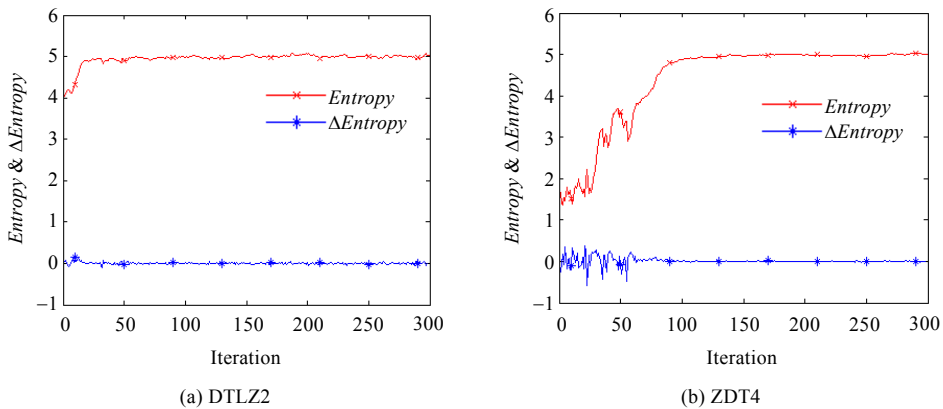 6
5
4
3
2
1
0
−1
Entropy & ΔEntropy
Entropy
ΔEntropy
0 50 100 150 200 250 300
Iteration
(a) DTLZ2
6
5
4
3
2
1
0
−1
Entropy & ΔEntropy
Entropy
ΔEntropy
0 50 100 150 200 250 300
Iteration
(b) ZDT4